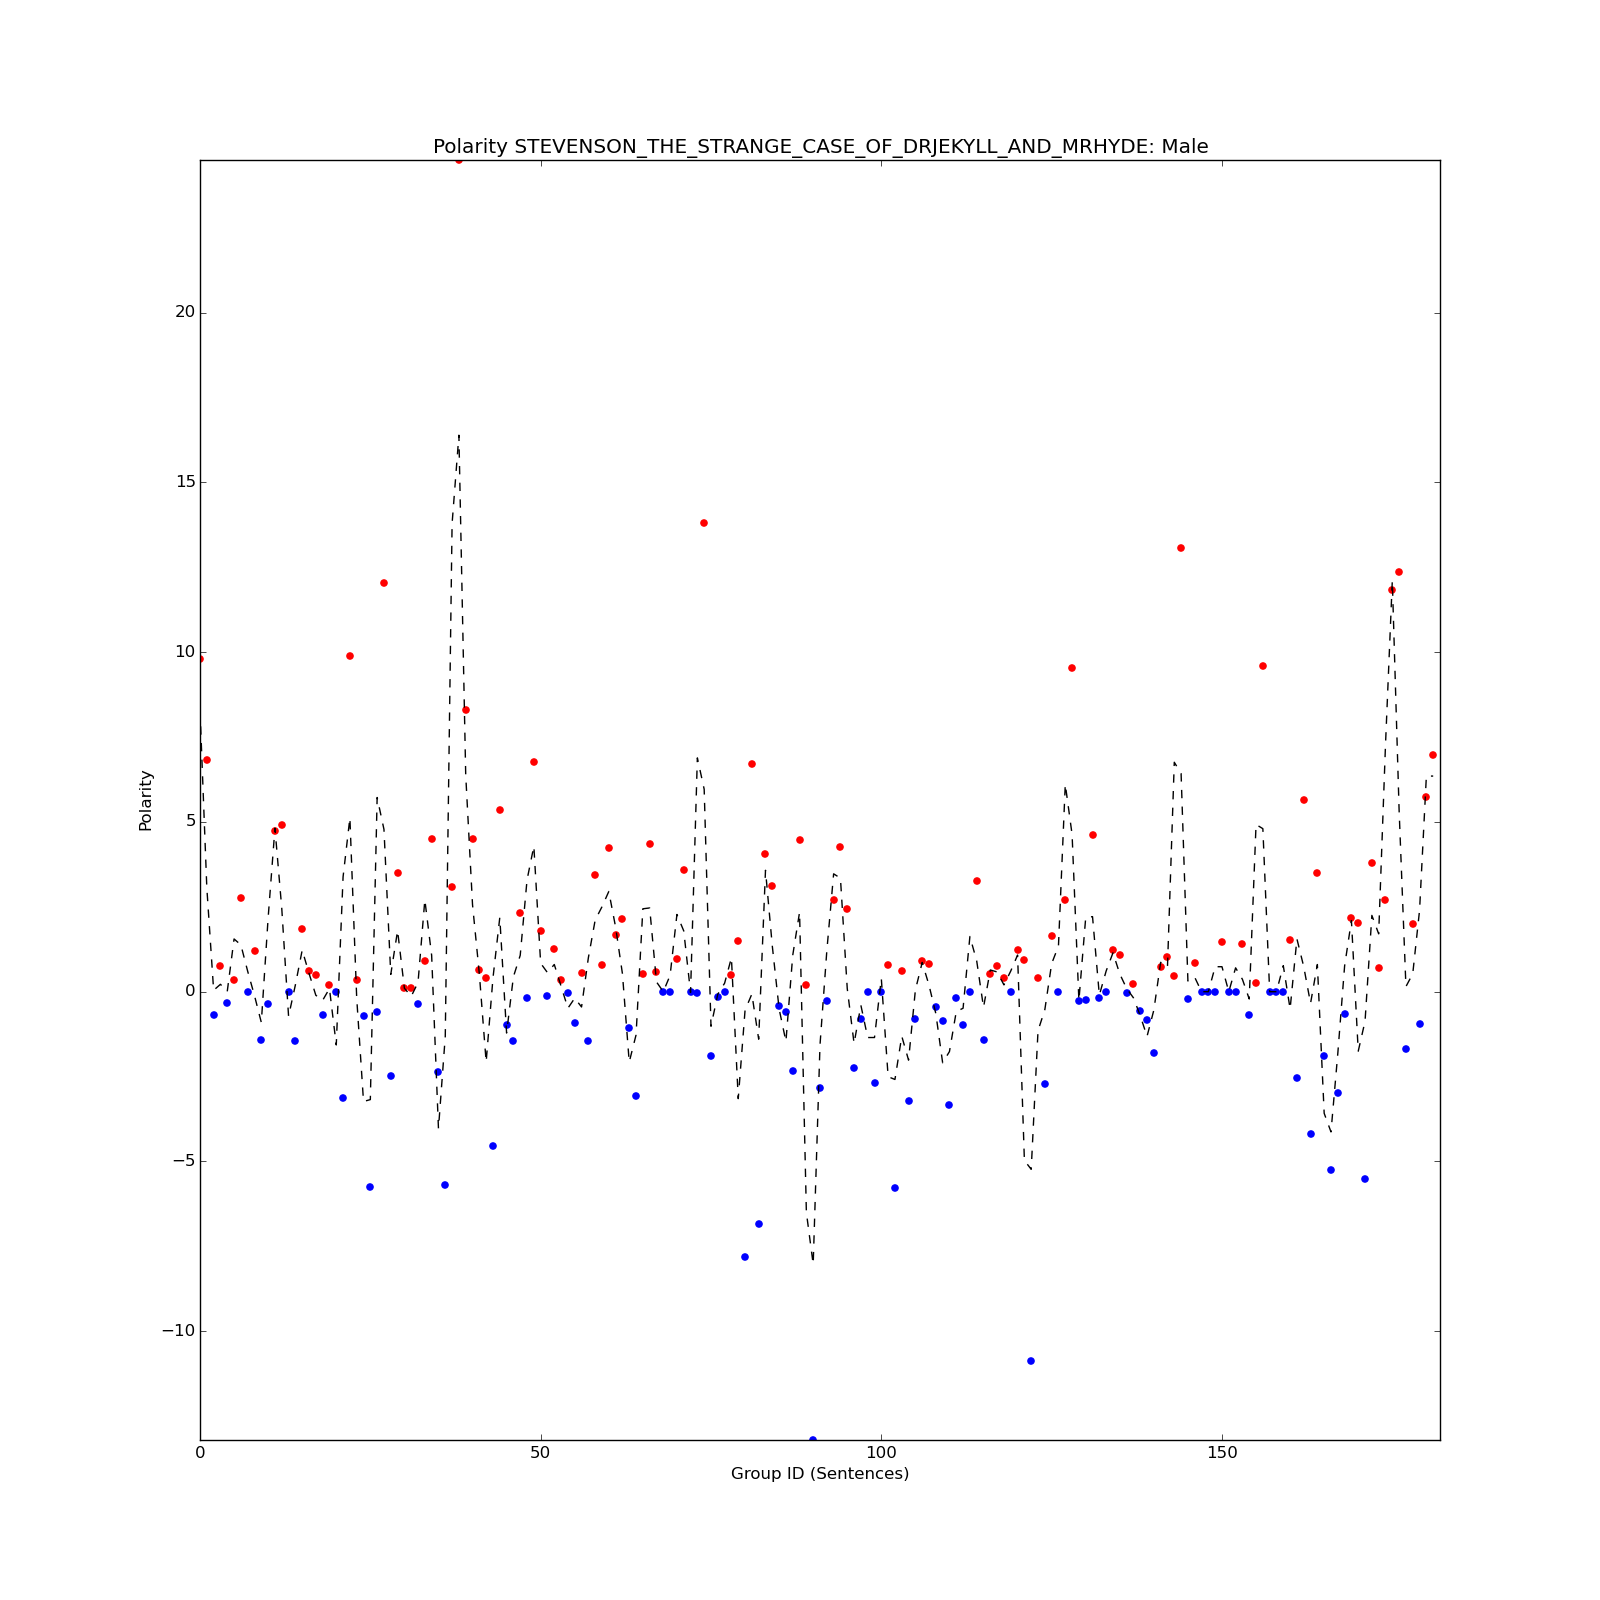 Polarity STEVENSON_THE_STRANGE_CASE_OF_DRJEKYLL_AND_MRHYDE: Male
20
15
10
5
0
−5
−10
Polarity
0 50 100 150
Group ID (Sentences)